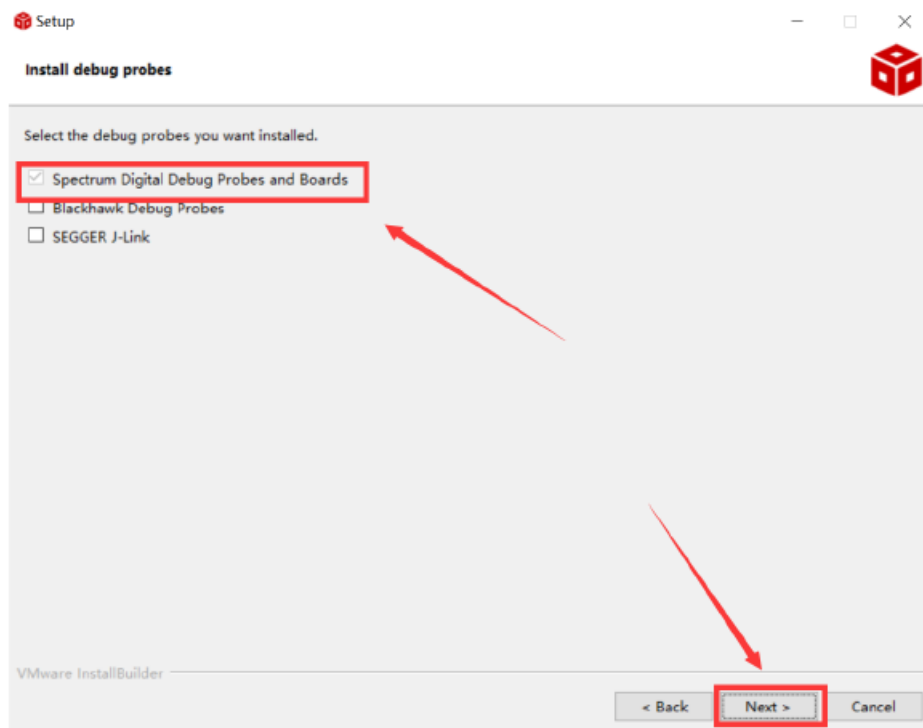 Setup
Install debug probes
Select the debug probes you want installed.
Spectrum Digital Debug Probes and Boards
Blackhawk Debug Probes
SEGGER J-Link
VMware InstallBuilder
< Back Next > Cancel